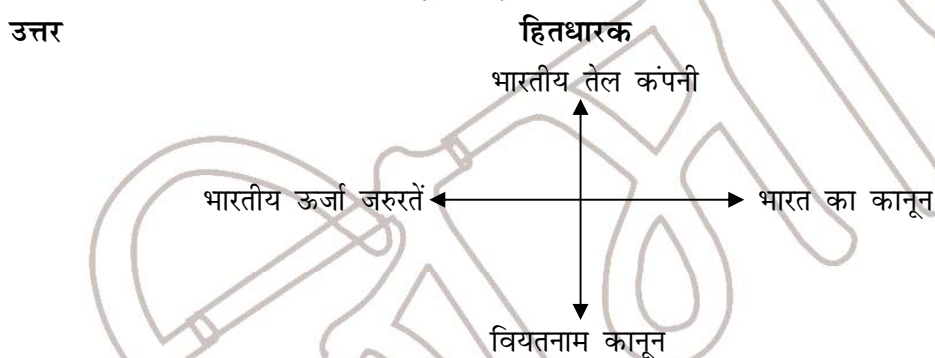 उत्तर हितधारक
भारतीय तेल कंपनी
भारतीय ऊर्जा जरुरतें भारत का कानून
वियतनाम कानून